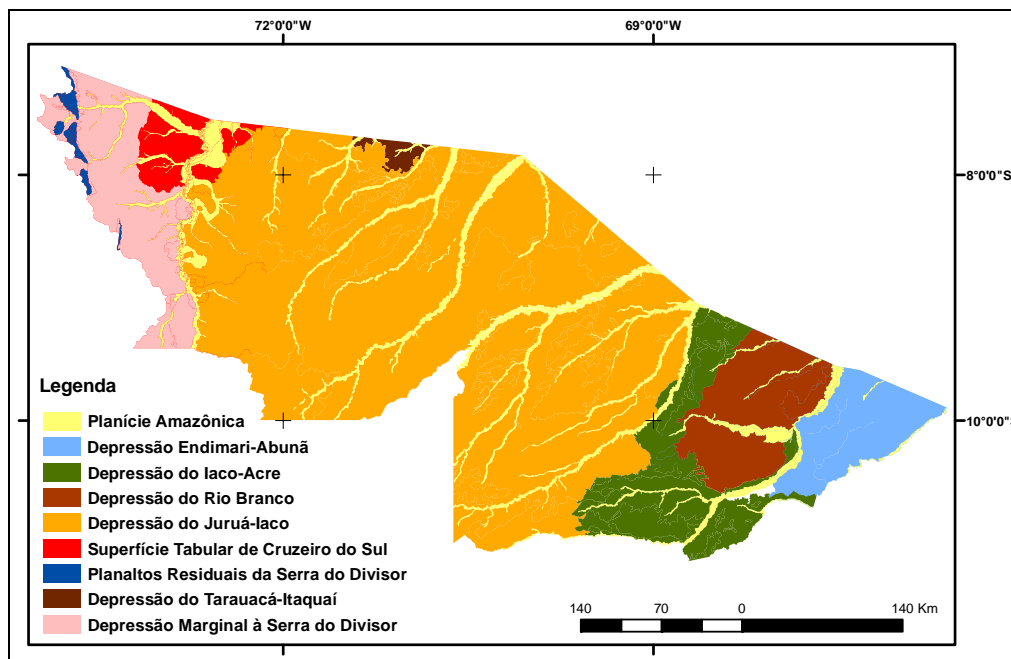 72°0'0"W 69°0'0"W
8°0'0"S
Legenda
Planície Amazônica
Depressão Endimari-Abunã
10°0'0"S
Depressão do Iaco-Acre
Depressão do Rio Branco
Depressão do Juruá-Iaco
Superfície Tabular de Cruzeiro do Sul
Planaltos Residuais da Serra do Divisor
Depressão do Tarauacá-Itaquaí
Depressão Marginal à Serra do Divisor
140 70 0 140 Km